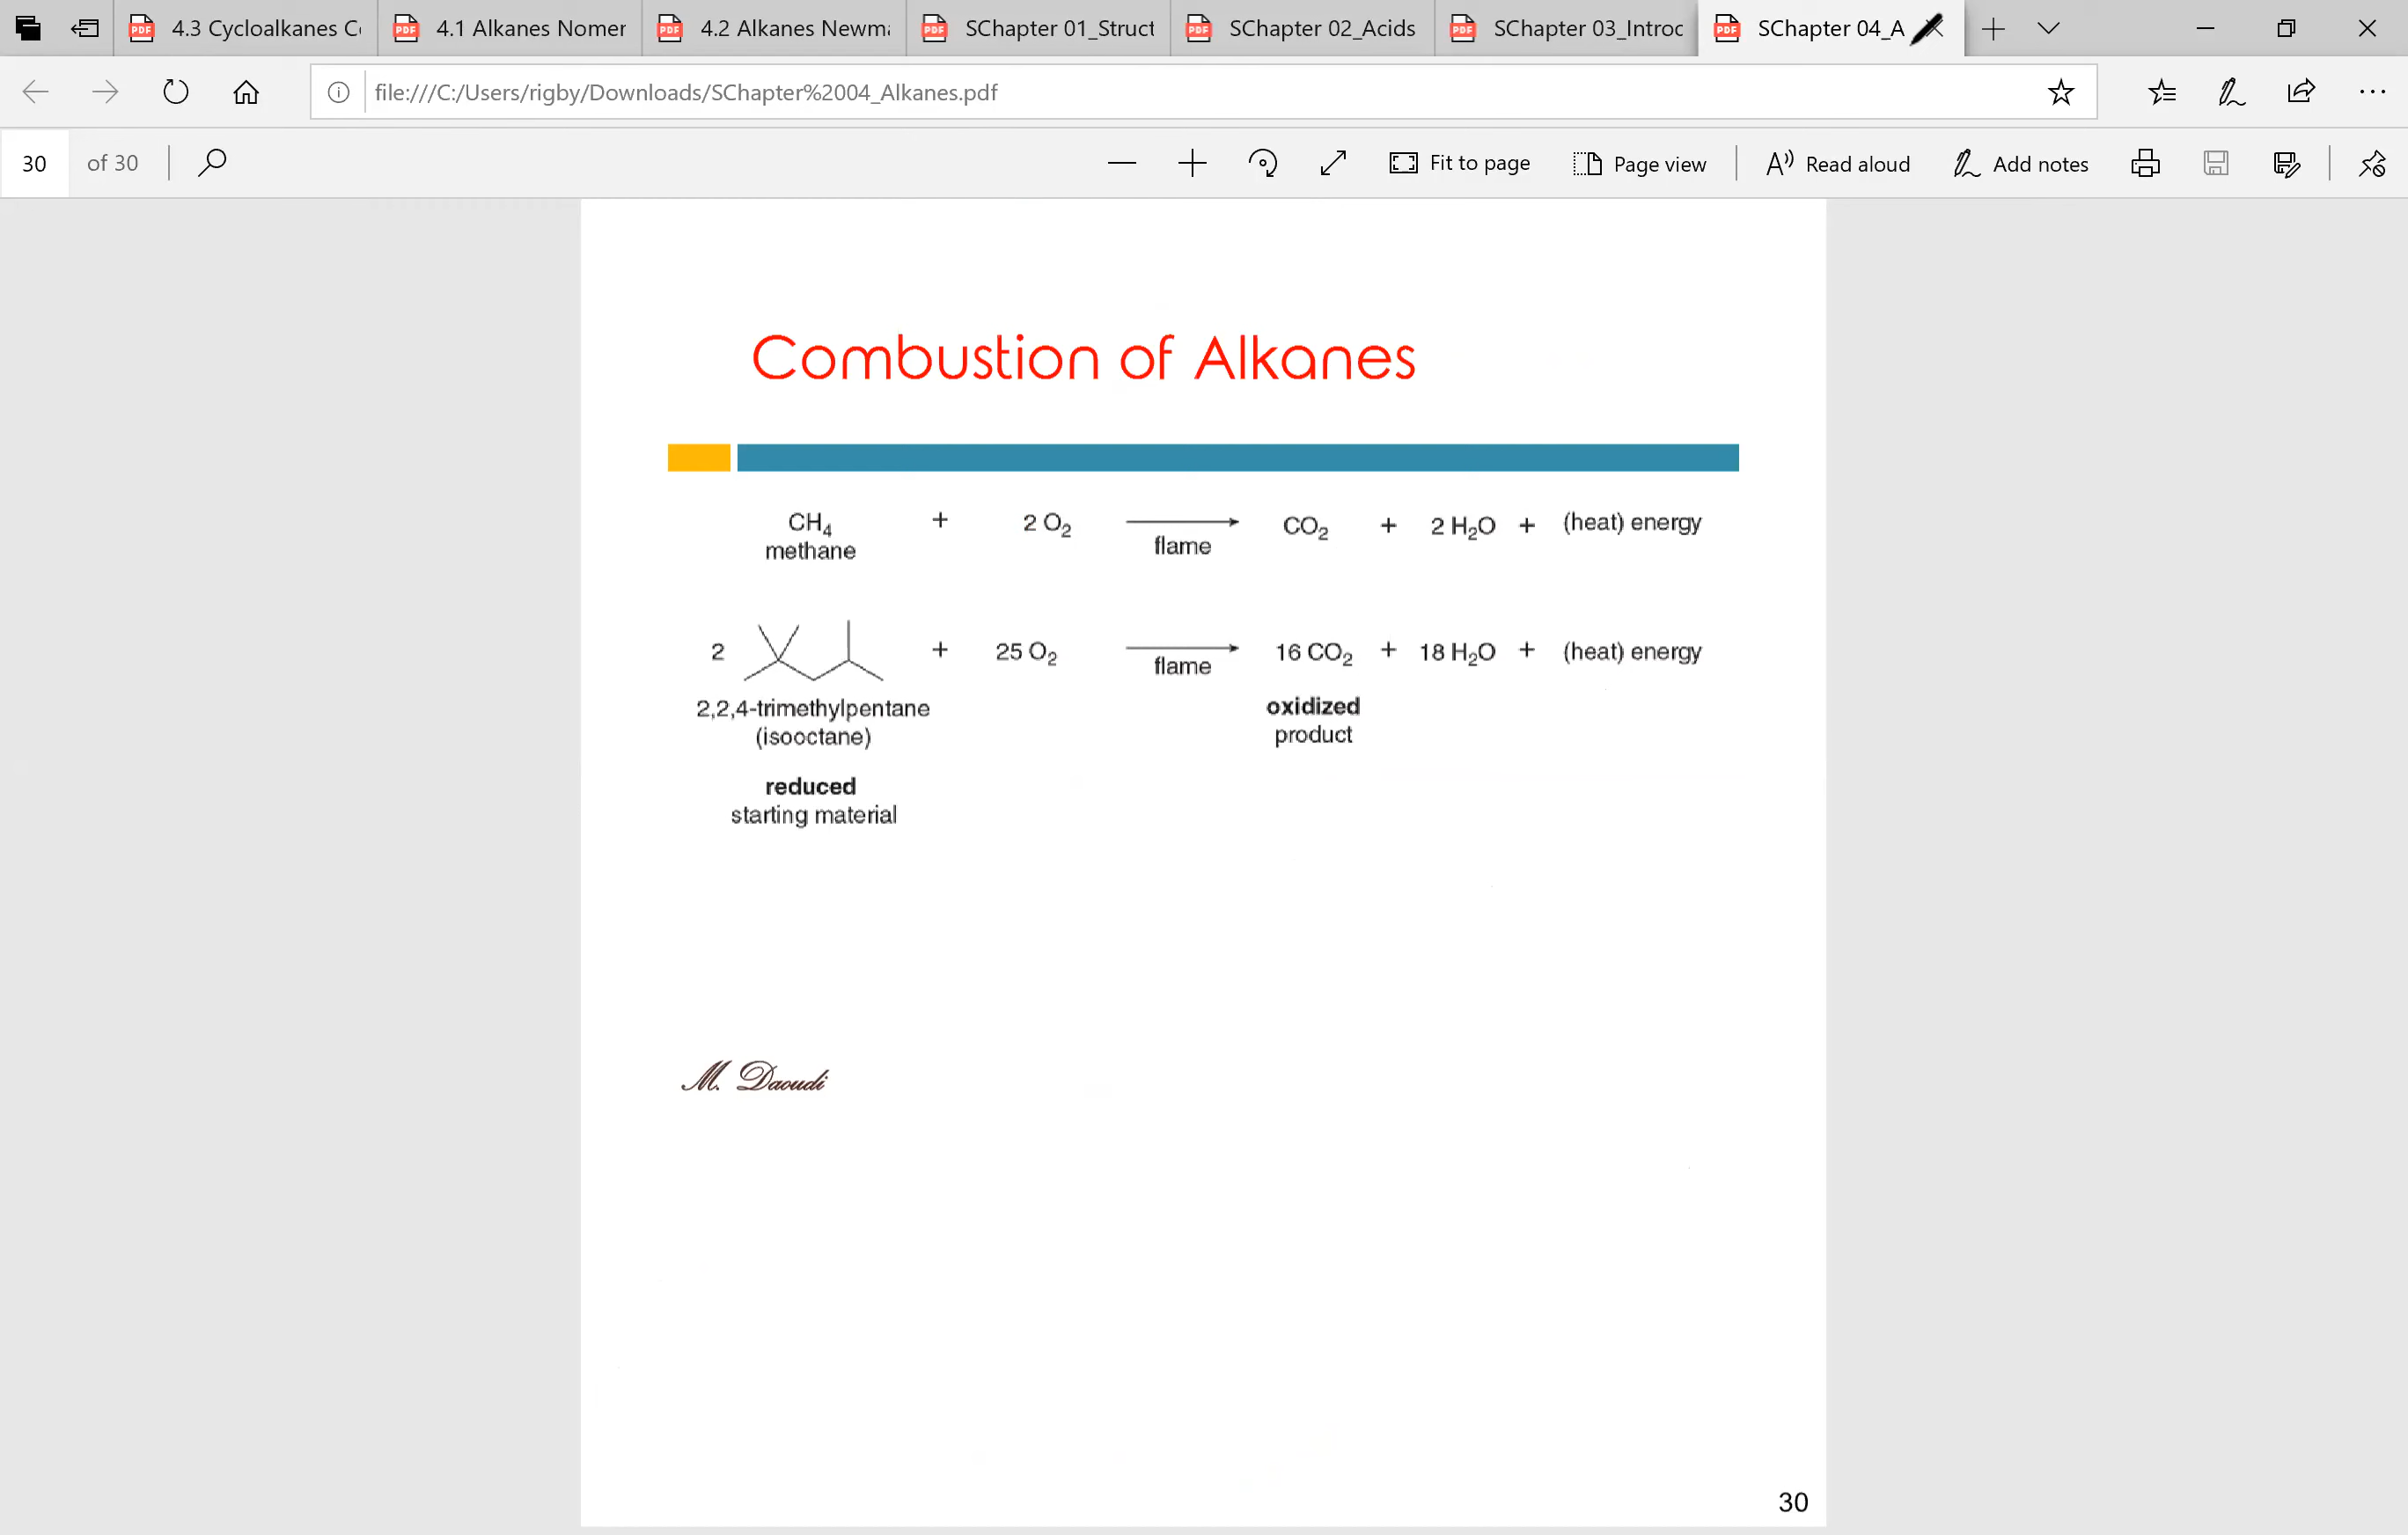 4.3 Cycloalkanes C
4.1 Alkanes Nomen
4.2 Alkanes Newma
SChapter 01_Struct
SChapter 02_Acids
SChapter 03_Introd
SChapter 04_A
file:///C:/Users/rigby/Downloads/SChapter%2004_Alkanes.pdf
30 of 30
Fit to page
Page view
Read aloud
Add notes
Combustion of Alkanes
CH4 + 2 O2 → CO2 + 2 H2O + (heat) energy
methane flame
2 + 25 O2 → 16 CO2 + 18 H2O + (heat) energy
flame
2,2,4-trimethylpentane oxidized
(isooctane) product
reduced
starting material
M. Daoudi
30